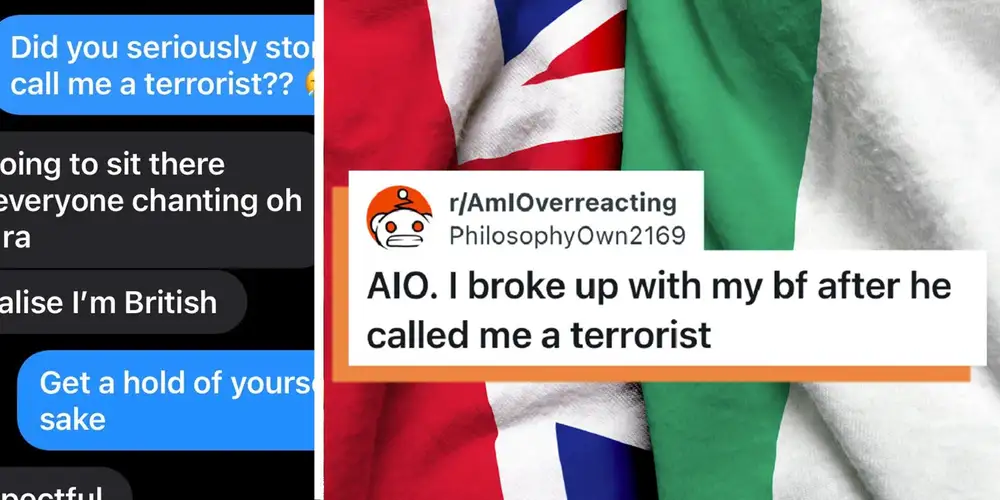 Did you seriously
call me a terrorist??
oing to sit there
everyone chanting oh
ra
alise I'm British
Get a hold of
sake
pectful
r/AmIOverreacting
PhilosophyOwn2169
AIO. I broke up with my bf after he
called me a terrorist